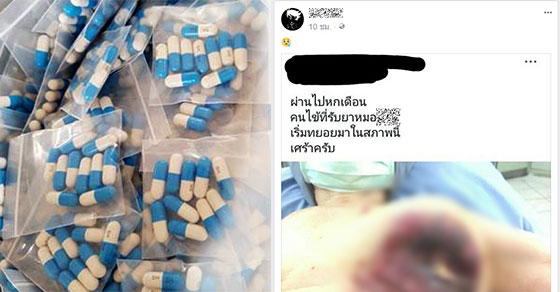 10 ชม.
ผ่านไปหกเดือน
คนไข้ที่รับยาหมอ
เริ่มทยอยมาในสภาพนี้
เศร้าครับ